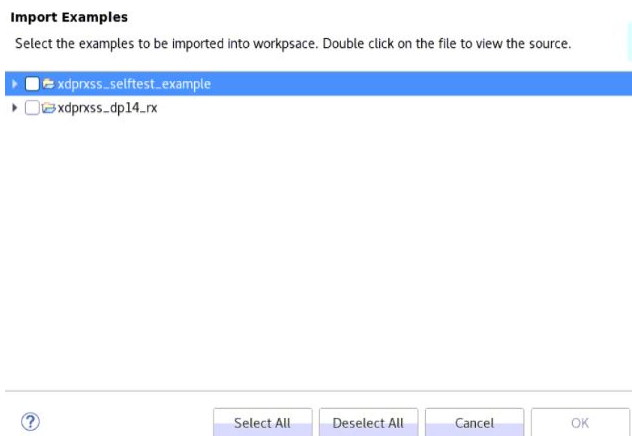 Import Examples
Select the examples to be imported into workpsace. Double click on the file to view the source.
xdprxss_selftest_example
xdprxss_dp14_rx
?
Select All
Deselect All
Cancel
OK